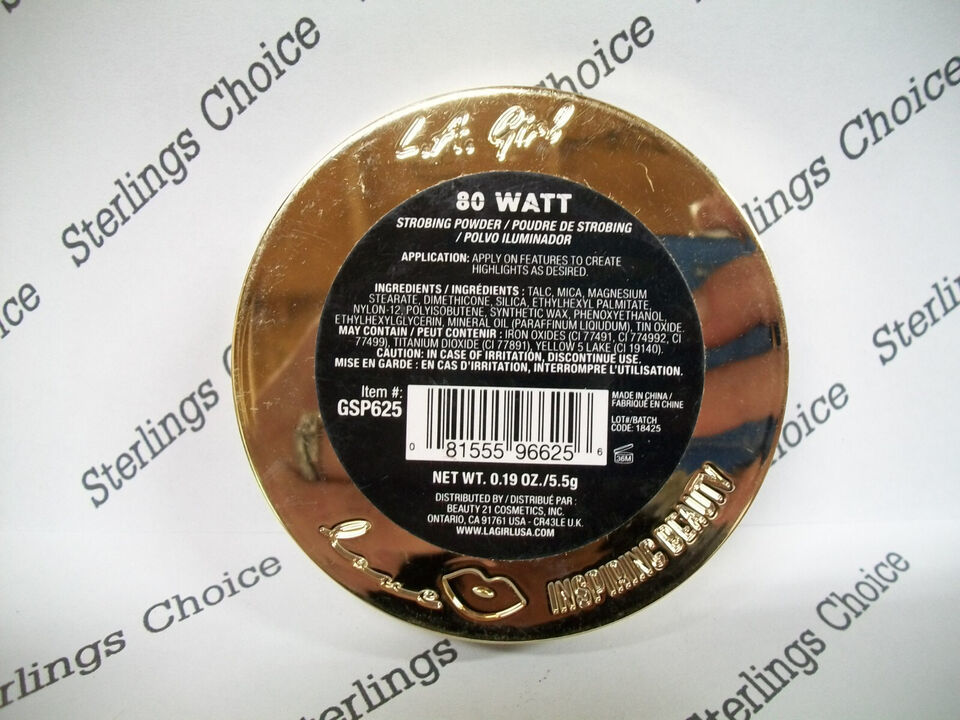 Sterlings Choice
Sterlings Choice
Sterlings Choice
Sterlings Choice
Sterlings Choice
L.A. Girl
80 WATT
STROBING POWDER / POUDRE DE STROBING
/ POLVO ILUMINADOR
APPLICATION: APPLY ON FEATURES TO CREATE
HIGHLIGHTS AS DESIRED.
INGREDIENTS / INGRÉDIENTS : TALC, MICA, MAGNESIUM
STEARATE, DIMETHICONE, SILICA, ETHYLHEXYL PALMITATE,
NYLON-12, POLYISOBUTENE, SYNTHETIC WAX, PHENOXYETHANOL,
ETHYLHEXYLGLYCERIN, MINERAL OIL (PARAFFINUM LIQIUDUM), TIN OXIDE.
MAY CONTAIN / PEUT CONTENIR : IRON OXIDES (CI 77491, CI 774992, CI
77499), TITANIUM DIOXIDE (CI 77891), YELLOW 5 LAKE (CI 19140).
CAUTION: IN CASE OF IRRITATION, DISCONTINUE USE.
MISE EN GARDE : EN CAS D'IRRITATION, INTERROMPRE L'UTILISATION.
Item #:
GSP625
0 81555 96625 6
MADE IN CHINA /
FABRIQUÉ EN CHINE
LOT#/BATCH
CODE: 18425
36M
NET WT. 0.19 OZ./5.5g
DISTRIBUTED BY / DISTRIBUÉ PAR :
BEAUTY 21 COSMETICS, INC.
ONTARIO, CA 91761 USA - CR43LE U.K.
WWW.LAGIRLUSA.COM
Love
INSPIRING BEAUTY
Sterlings Choice
Sterlings Choice
Sterlings Choice